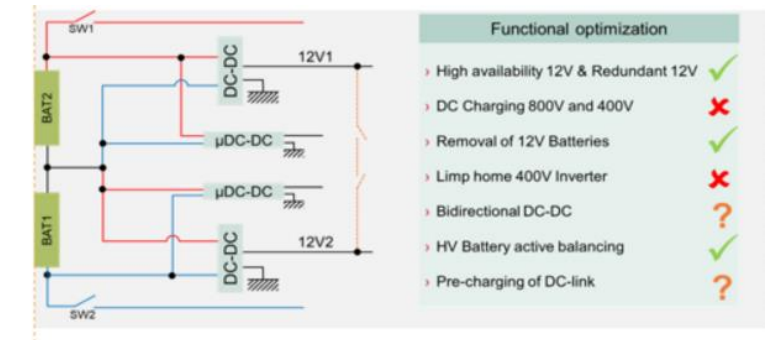 SW1
BAT2
DC-DC
12V1
µDC-DC
µDC-DC
BAT1
DC-DC
12V2
SW2
Functional optimization
› High availability 12V & Redundant 12V
› DC Charging 800V and 400V
› Removal of 12V Batteries
› Limp home 400V Inverter
› Bidirectional DC-DC
?
› HV Battery active balancing
› Pre-charging of DC-link
?